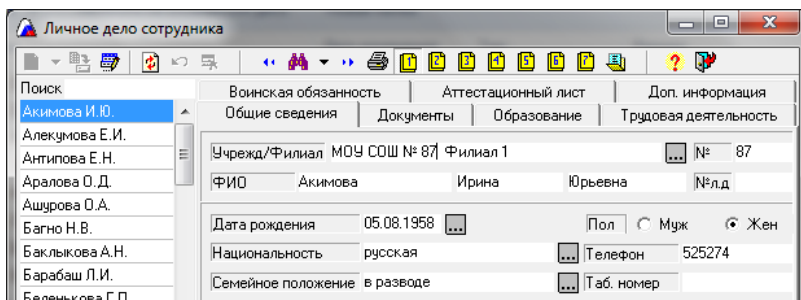 Личное дело сотрудника
Поиск
Акимова И.Ю.
Алекумова Е.И.
Антипова Е.Н.
Аралова О.Д.
Ашурова О.А.
Багно Н.В.
Баклыкова А.Н.
Барабаш Л.И.
Беленькова Г.П.
Воинская обязанность Аттестационный лист Доп. информация
Общие сведения Документы Образование Трудовая деятельность
Учрежд/Филиал МОУ СОШ № 87 Филиал 1 ... № 87
ФИО Акимова Ирина Юрьевна №л.д
Дата рождения 05.08.1958 ... Пол Муж Жен
Национальность русская ... Телефон 525274
Семейное положение в разводе ... Таб. номер